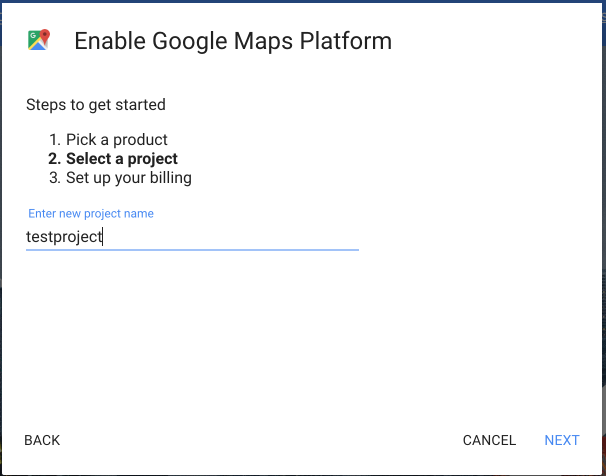 Enable Google Maps Platform
Steps to get started
1. Pick a product
2. Select a project
3. Set up your billing
Enter new project name
testproject
BACK CANCEL NEXT